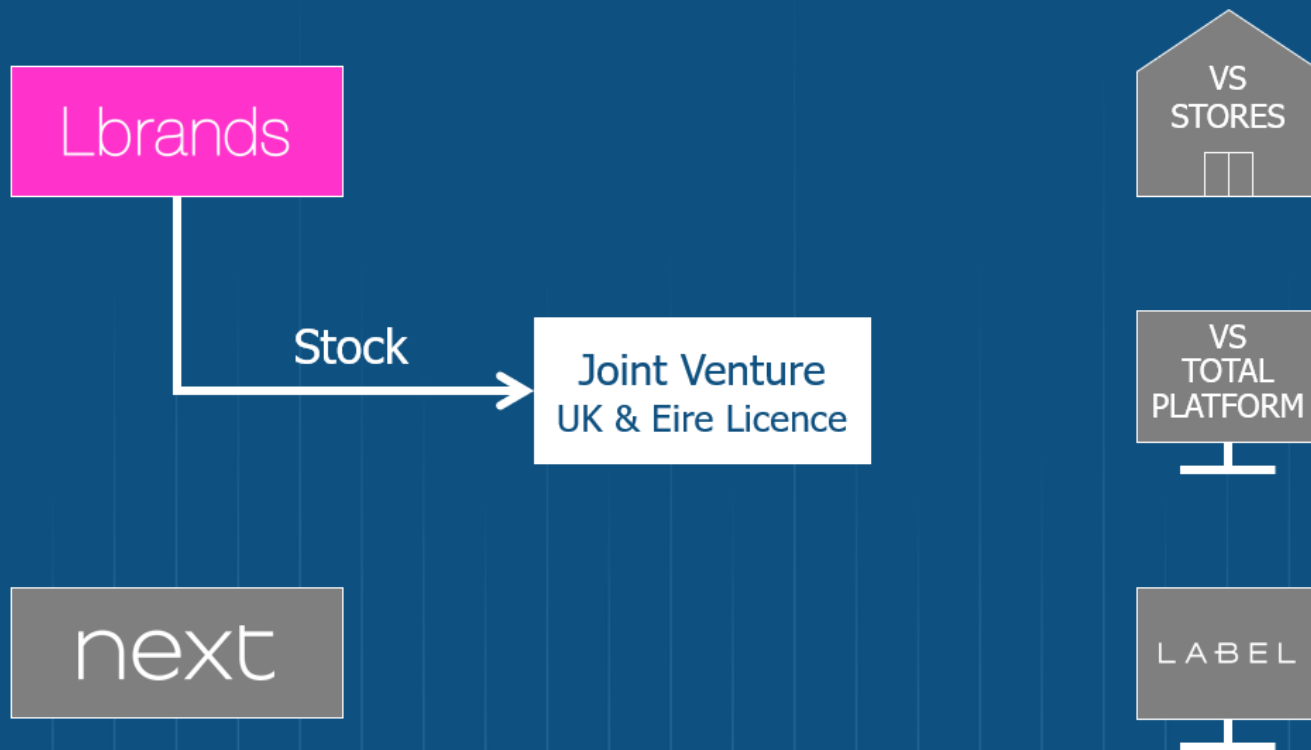 Lbrands
VS
STORES
Stock
Joint Venture
UK & Eire Licence
VS
TOTAL
PLATFORM
next
LABEL